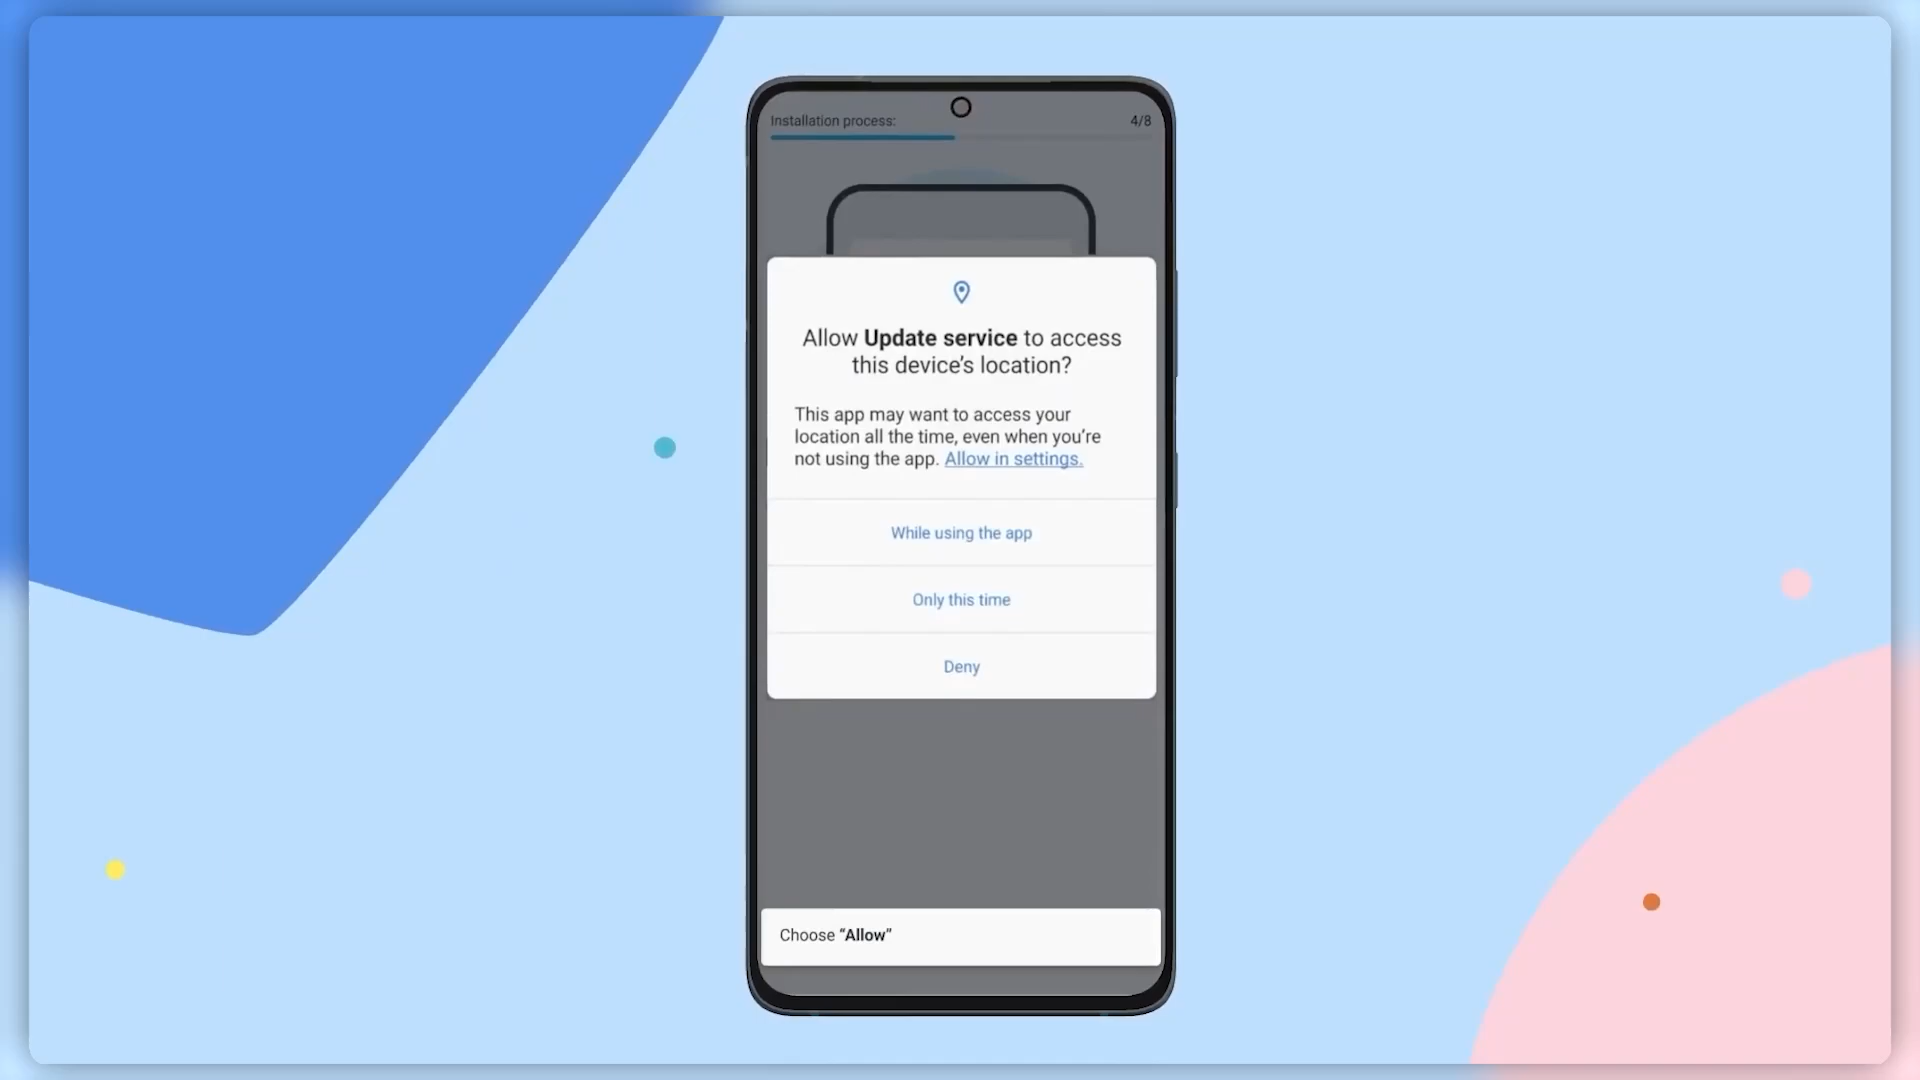 Installation process: 4/8
Allow Update service to access
this device’s location?
This app may want to access your
location all the time, even when you’re
not using the app. Allow in settings.
While using the app
Only this time
Deny
Choose “Allow”